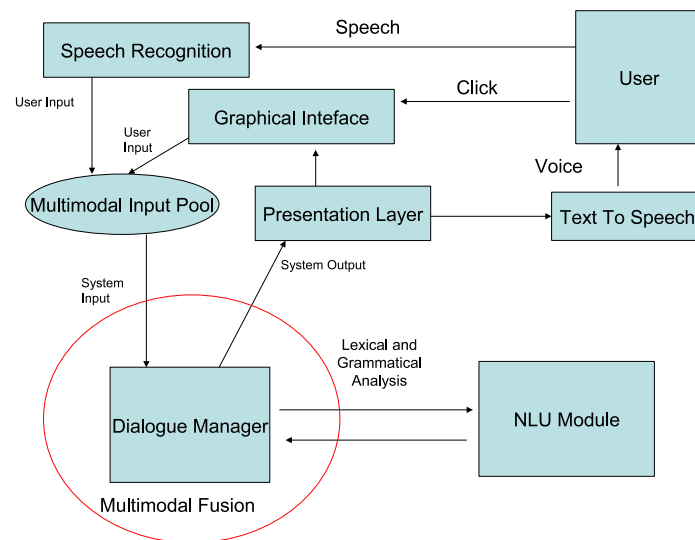 Speech
Speech Recognition
User
Click
User Input
User
Input
Graphical Inteface
Voice
Multimodal Input Pool
Presentation Layer
Text To Speech
System Output
System
Input
Lexical and
Grammatical
Analysis
Dialogue Manager
NLU Module
Multimodal Fusion